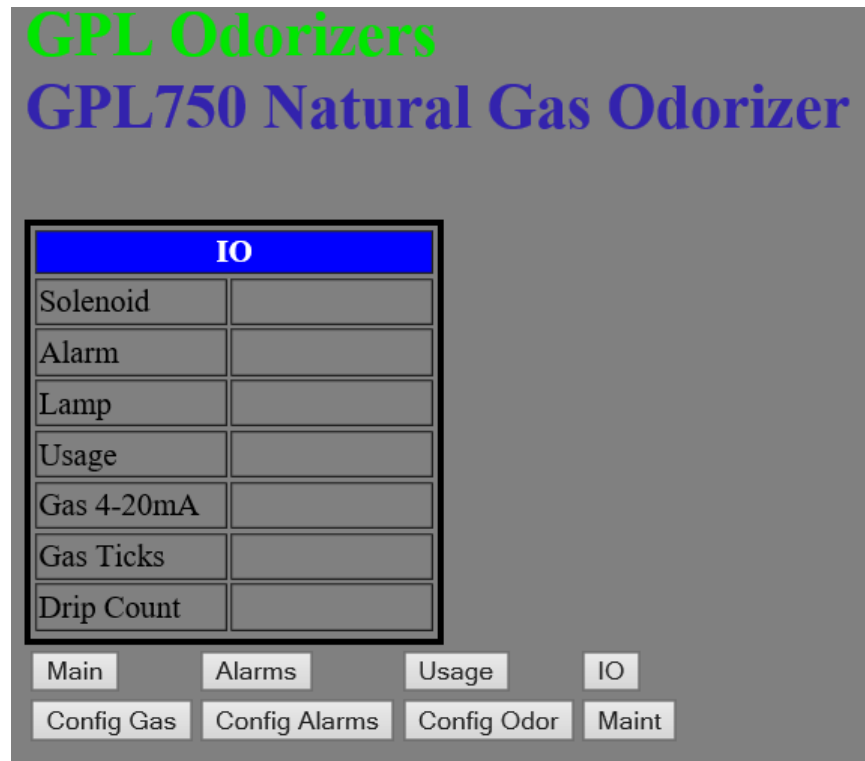 GPL Odorizers
GPL750 Natural Gas Odorizer
IO
Solenoid
Alarm
Lamp
Usage
Gas 4-20mA
Gas Ticks
Drip Count
Main Alarms Usage IO
Config Gas Config Alarms Config Odor Maint